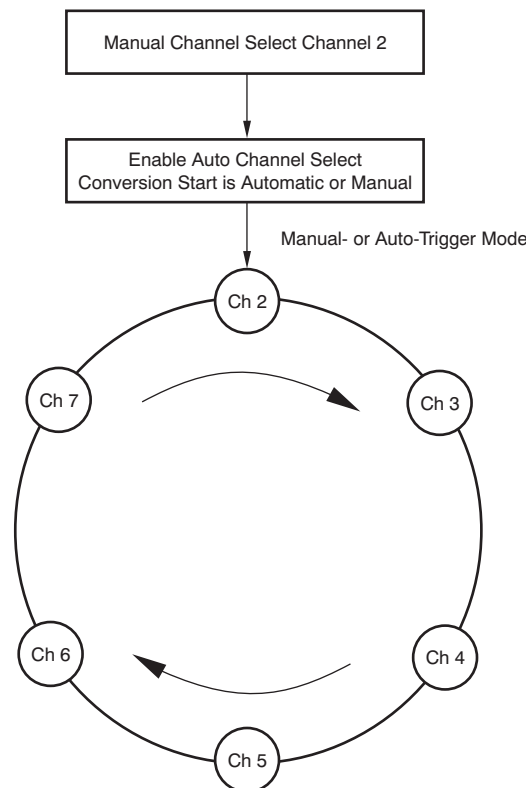 Manual Channel Select Channel 2
Enable Auto Channel Select
Conversion Start is Automatic or Manual
Manual- or Auto-Trigger Mode
Ch 2
Ch 7
Ch 3
Ch 6
Ch 4
Ch 5